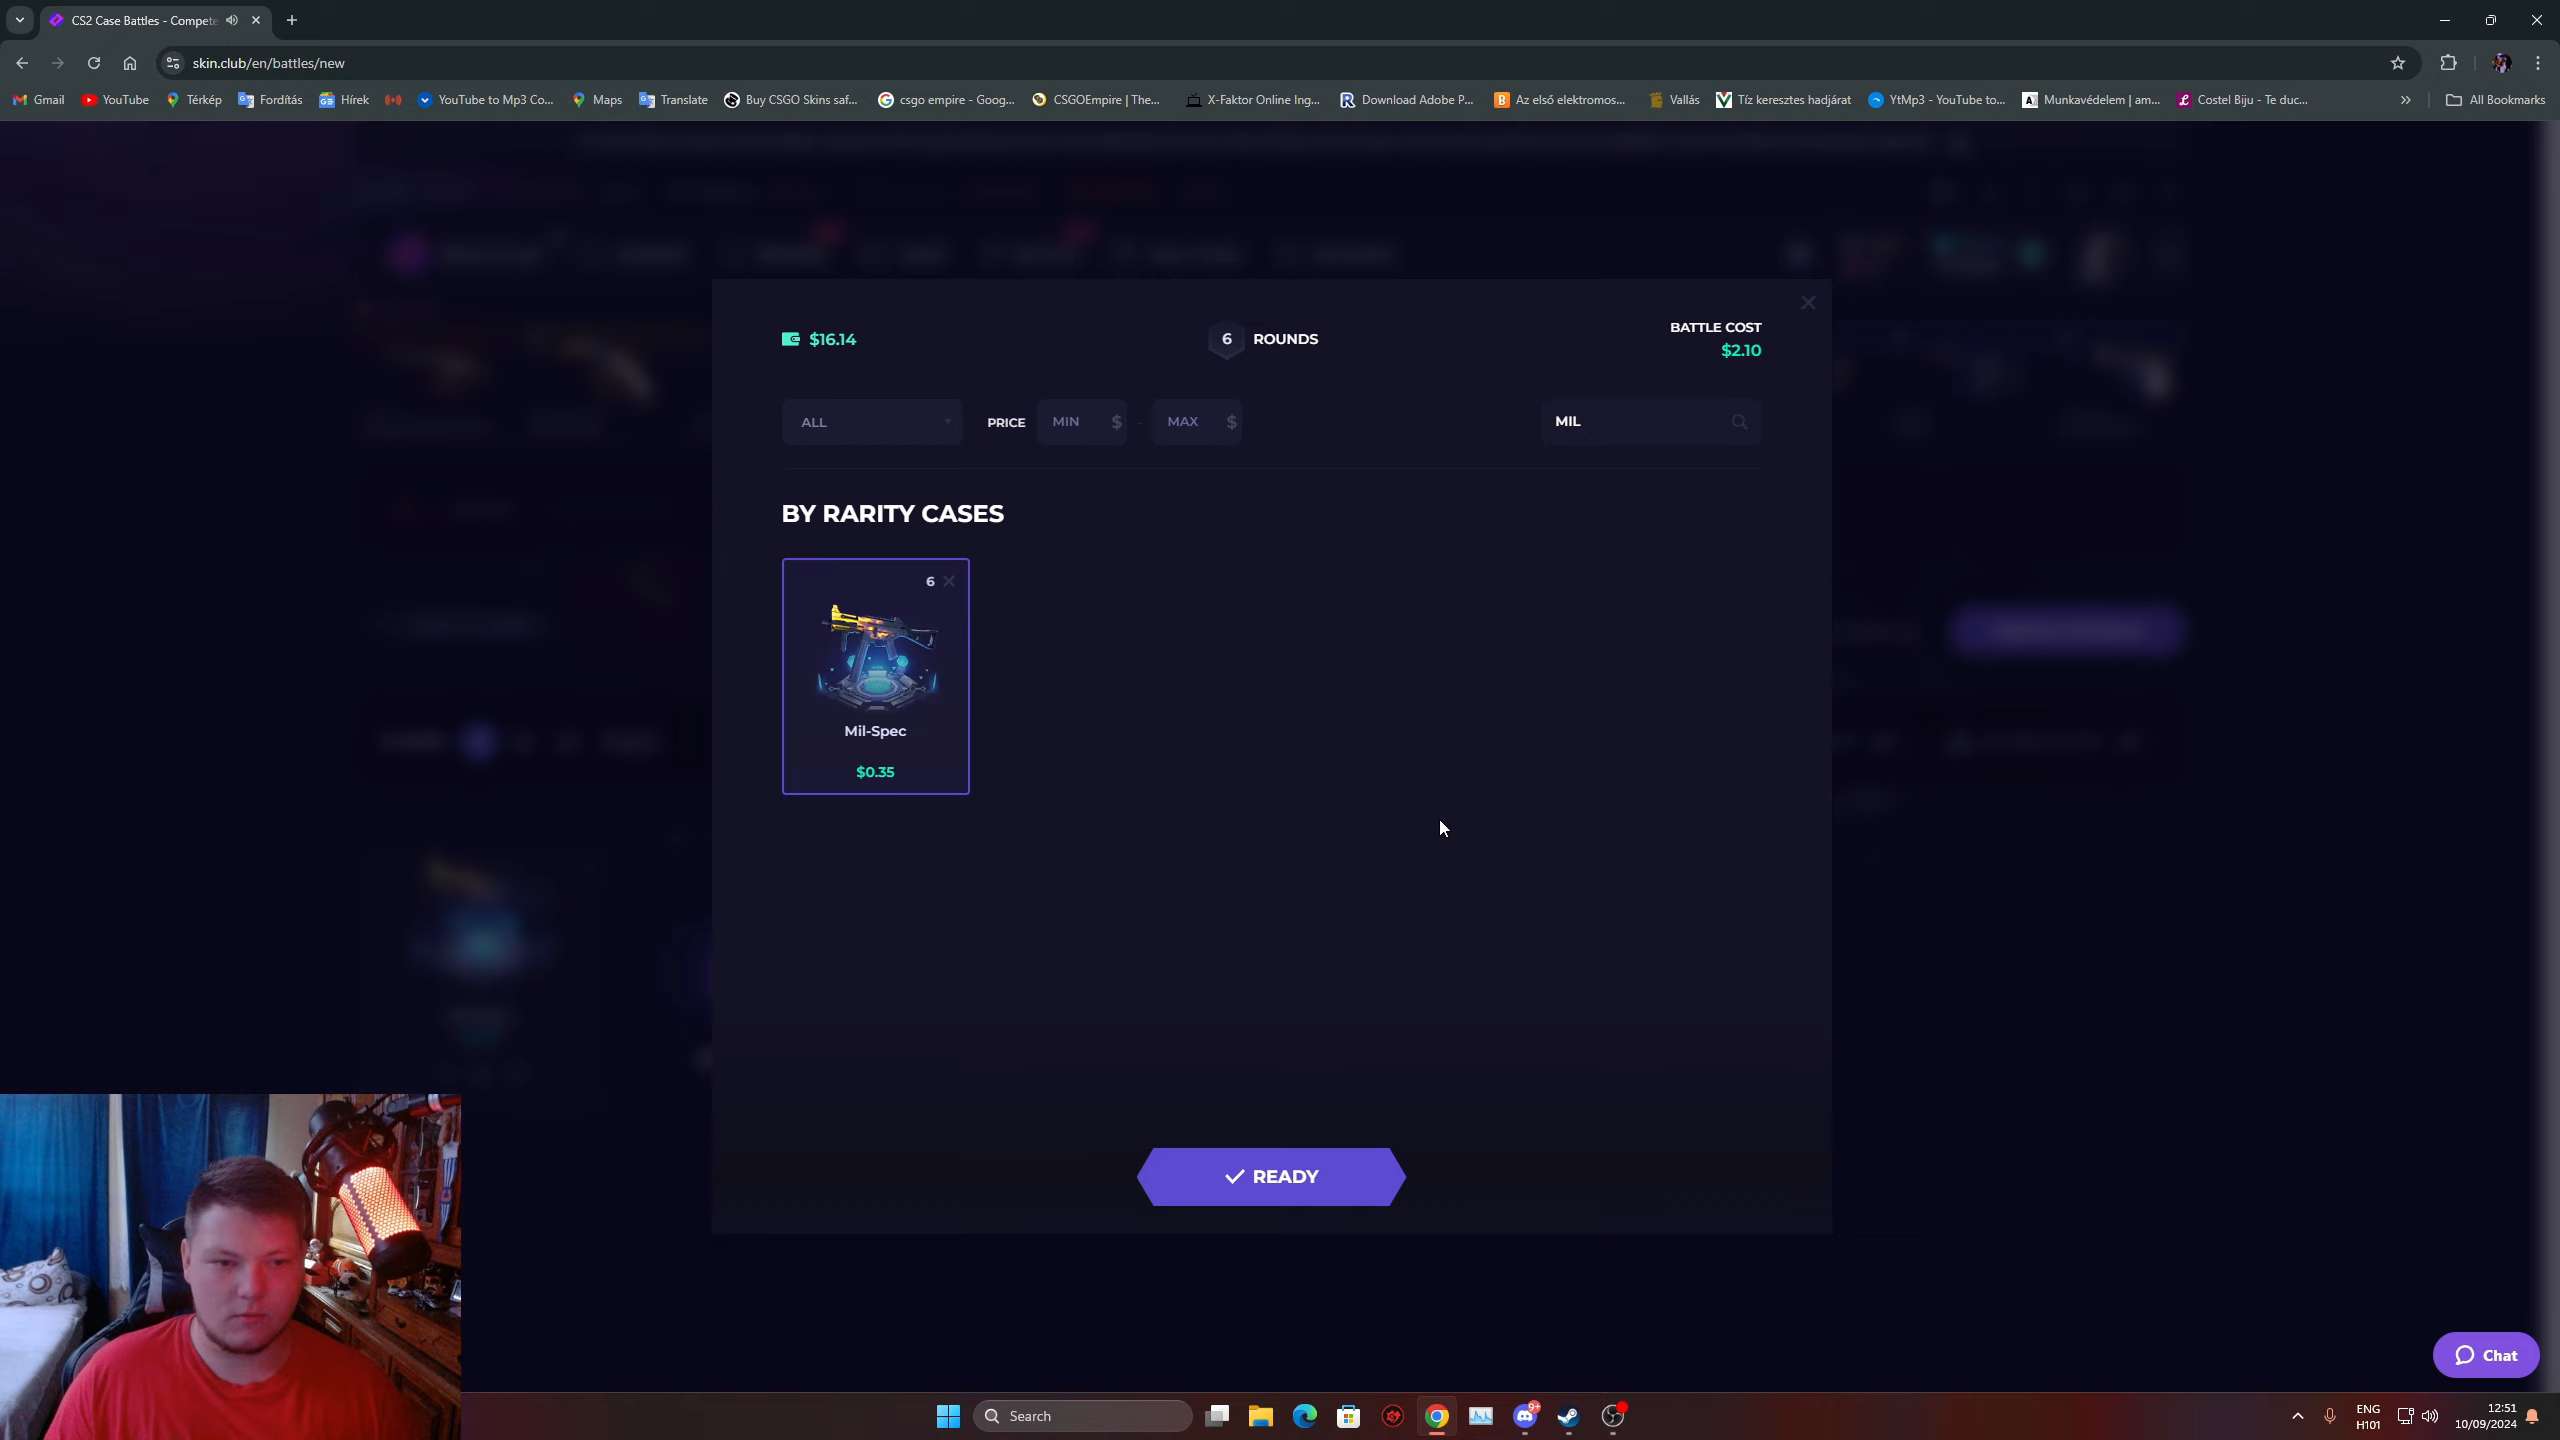 CS2 Case Battles - Compete
skin.club/en/battles/new
Gmail YouTube Térkép Fordítás Hírek YouTube to Mp3 Co... Maps Translate Buy CSGO Skins saf... csgo empire - Goog... CSGOEmpire | The... X-Faktor Online Ing... Download Adobe P... Az első elektromos... Vallás Tíz keresztes hadjárat YtMp3 - YouTube to... Munkavédelem | am... Costel Biju - Te duc... » All Bookmarks
$16.14 6 ROUNDS BATTLE COST
$2.10
ALL PRICE MIN $ - MAX $ MIL
BY RARITY CASES
6
Mil-Spec
$0.35
READY
Chat
Search 9+ ENG 12:51
H101 10/09/2024